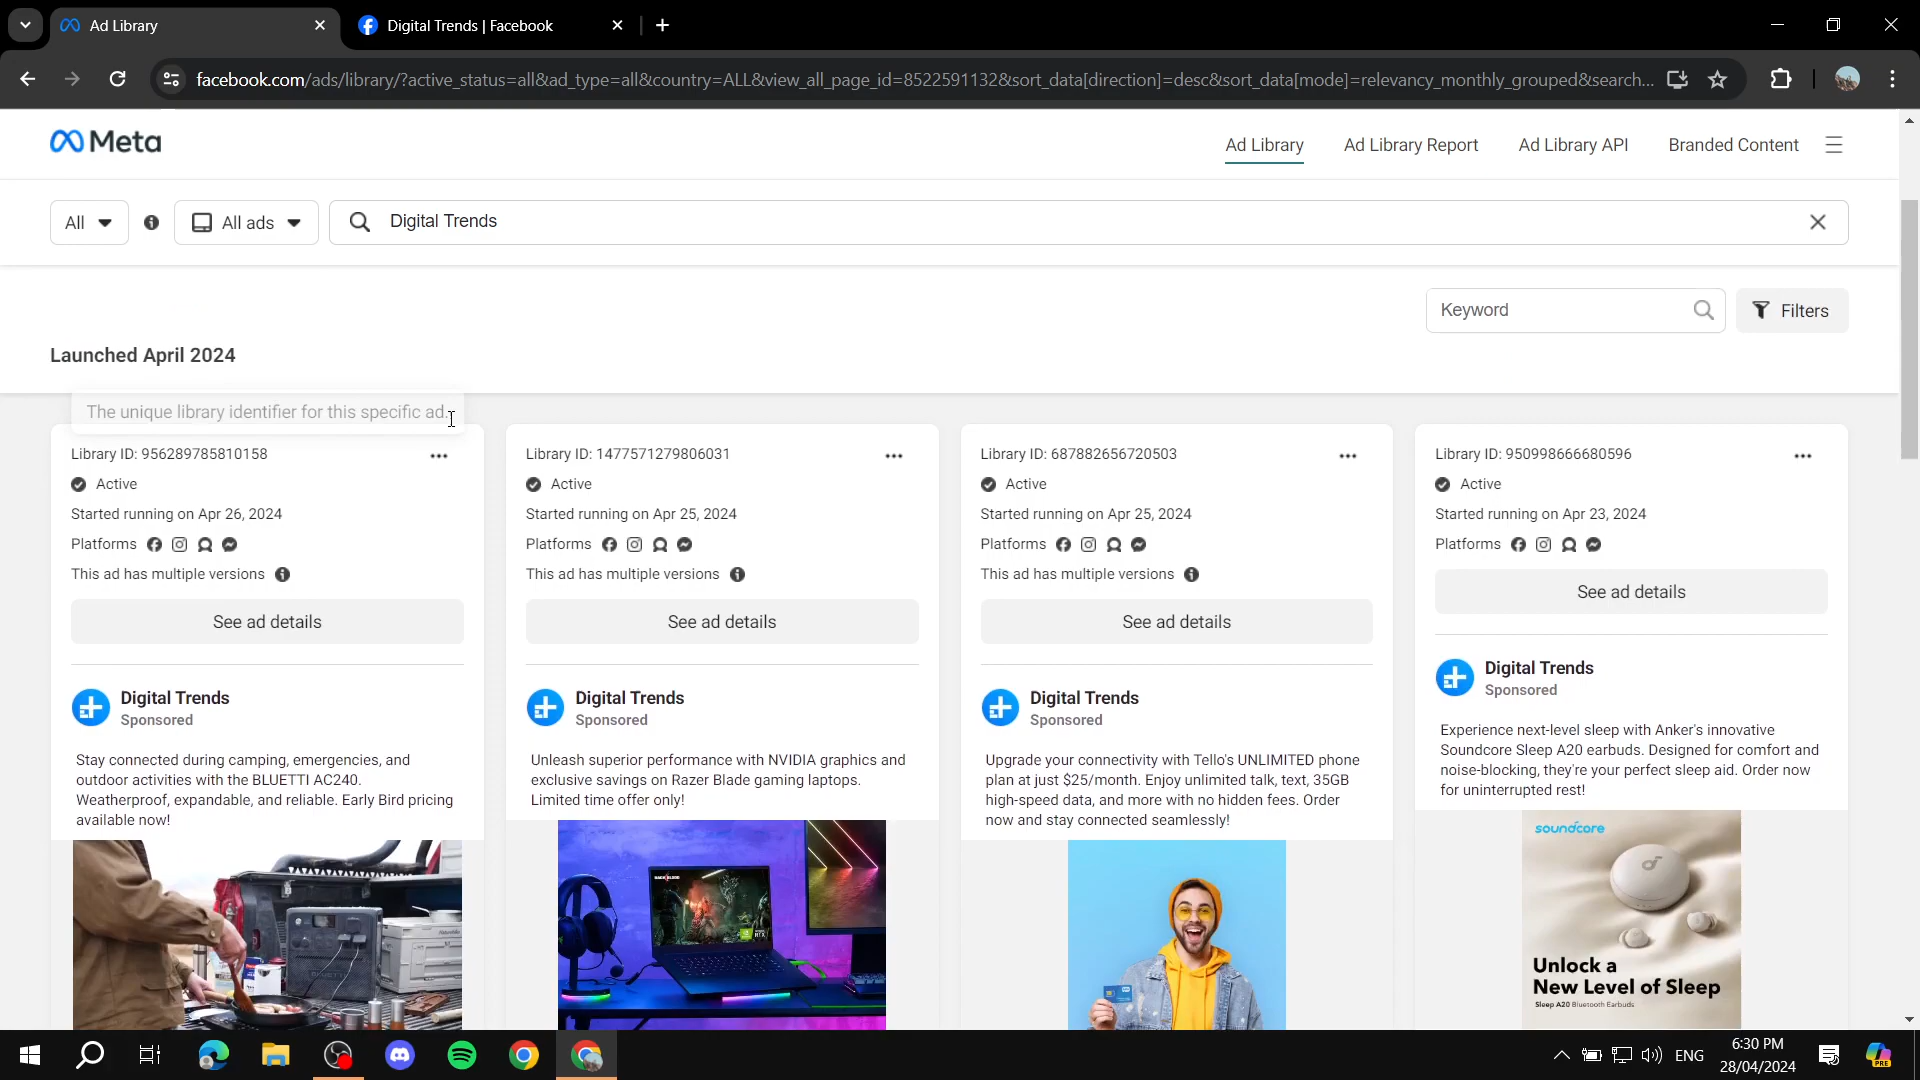 Ad Library
Digital Trends | Facebook
facebook.com/ads/library/?active_status=all&ad_type=all&country=ALL&view_all_page_id=8522591132&sort_data[direction]=desc&sort_data[mode]=relevancy_monthly_grouped&search...
Meta
Ad Library
Ad Library Report
Ad Library API
Branded Content
All
All ads
Digital Trends
Keyword
Filters
Launched April 2024
The unique library identifier for this specific ad.
Library ID: 956289785810158
Active
Started running on Apr 26, 2024
Platforms
This ad has multiple versions
See ad details
Digital Trends
Sponsored
Stay connected during camping, emergencies, and
outdoor activities with the BLUETTI AC240.
Weatherproof, expandable, and reliable. Early Bird pricing
available now!
BLUETTI
Library ID: 1477571279806031
Active
Started running on Apr 25, 2024
Platforms
This ad has multiple versions
See ad details
Digital Trends
Sponsored
Unleash superior performance with NVIDIA graphics and
exclusive savings on Razer Blade gaming laptops.
Limited time offer only!
Library ID: 687882656720503
Active
Started running on Apr 25, 2024
Platforms
This ad has multiple versions
See ad details
Digital Trends
Sponsored
Upgrade your connectivity with Tello's UNLIMITED phone
plan at just $25/month. Enjoy unlimited talk, text, 35GB
high-speed data, and more with no hidden fees. Order
now and stay connected seamlessly!
Library ID: 950998666680596
Active
Started running on Apr 23, 2024
Platforms
See ad details
Digital Trends
Sponsored
Experience next-level sleep with Anker's innovative
Soundcore Sleep A20 earbuds. Designed for comfort and
noise-blocking, they're your perfect sleep aid. Order now
for uninterrupted rest!
soundcore
Unlock a
New Level of Sleep
Sleep A20 Bluetooth Earbuds
ENG
6:30 PM
28/04/2024
PRE